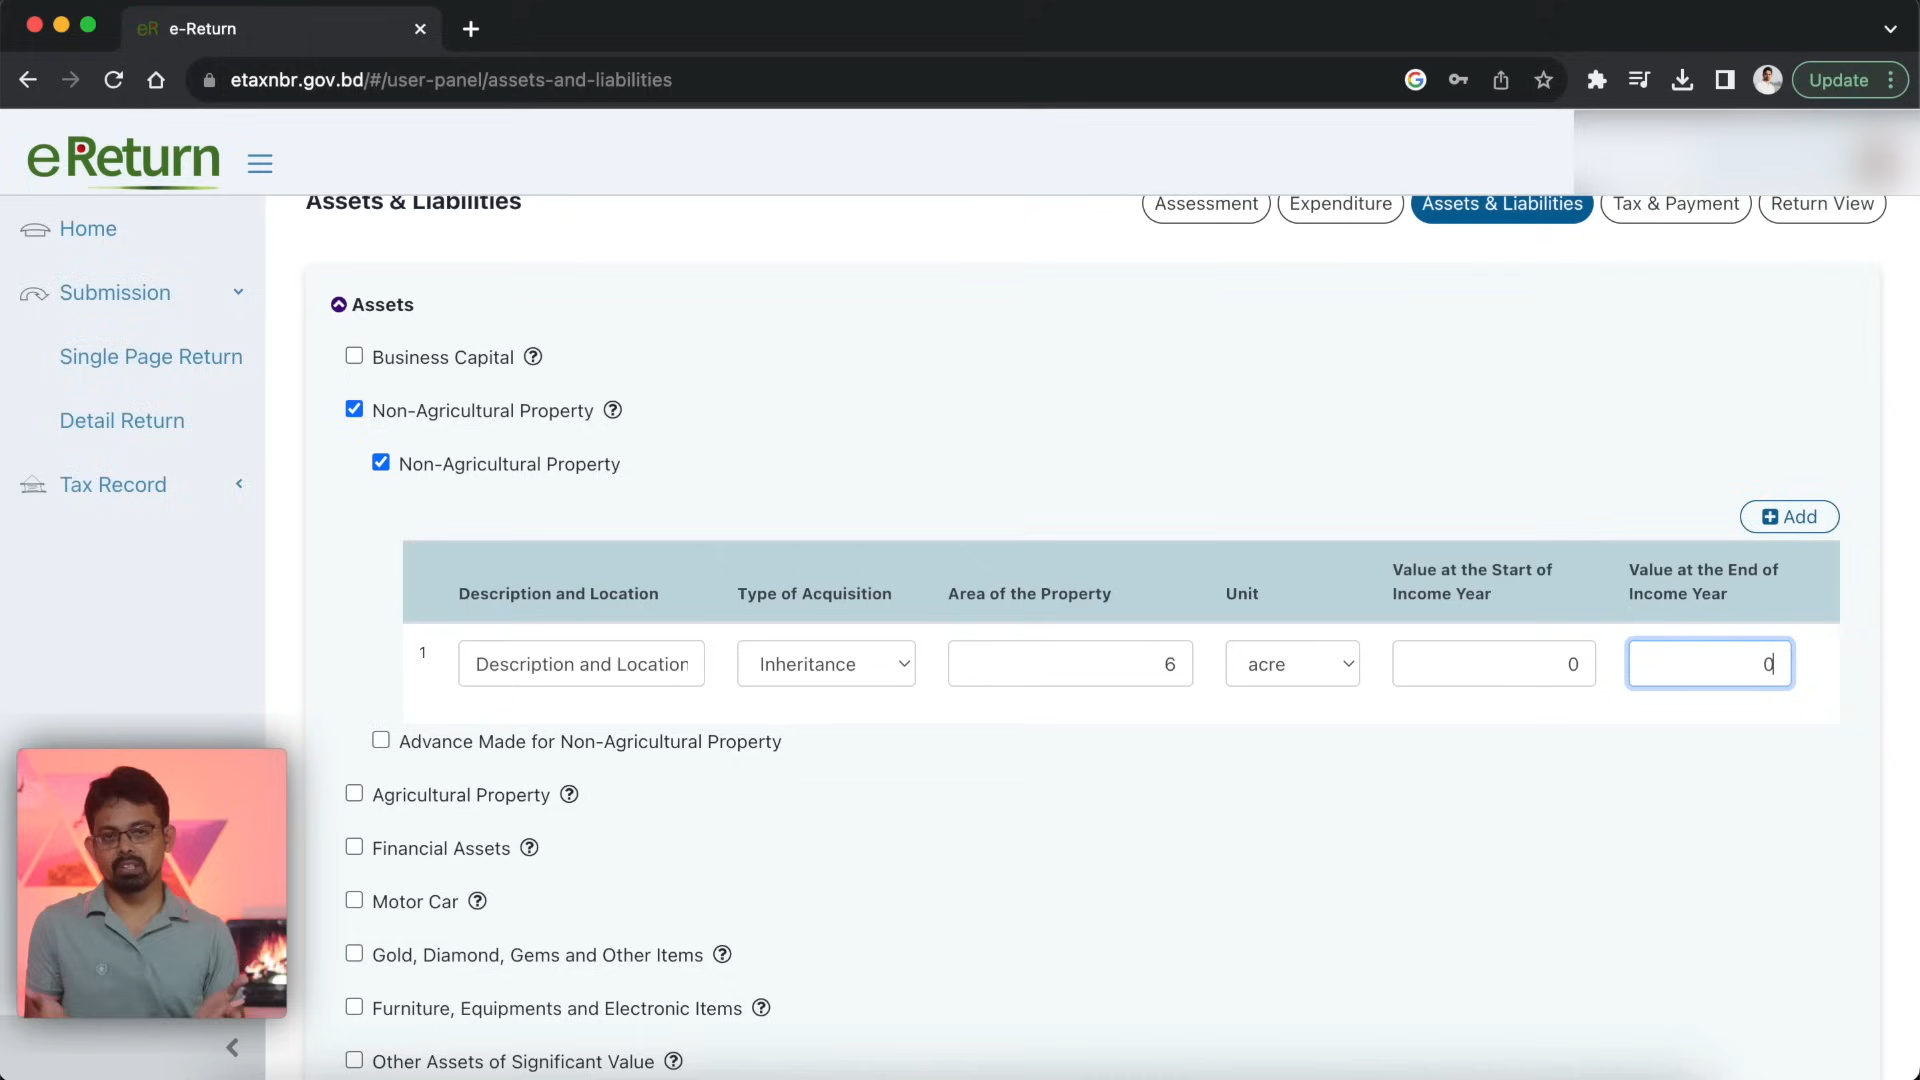 eR e-Return
etaxnbr.gov.bd/#/user-panel/assets-and-liabilities
Update
e Return
Assets & Liabilities
Assessment
Expenditure
Assets & Liabilities
Tax & Payment
Return View
Home
Submission
Single Page Return
Detail Return
Tax Record
Assets
Business Capital
Non-Agricultural Property
Non-Agricultural Property
Add
Description and Location
Type of Acquisition
Area of the Property
Unit
Value at the Start of
Income Year
Value at the End of
Income Year
1
Description and Location
Inheritance
6
acre
0
0
Advance Made for Non-Agricultural Property
Agricultural Property
Financial Assets
Motor Car
Gold, Diamond, Gems and Other Items
Furniture, Equipments and Electronic Items
Other Assets of Significant Value